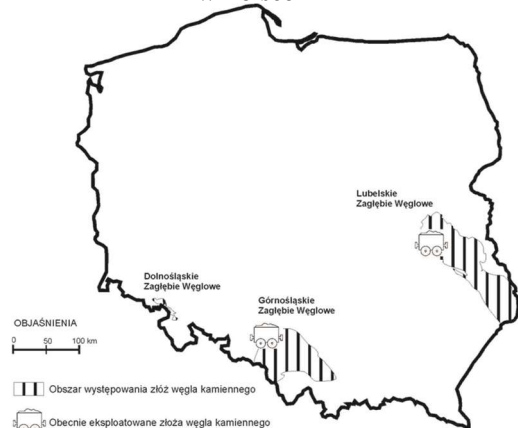 Lubelskie
Zagłębie Węglowe
Dolnośląskie
Zagłębie Węglowe
Górnośląskie
Zagłębie Węglowe
OBJAŚNIENIA
0 50 100 km
Obszar występowania złóż węgla kamiennego
Obecnie eksploatowane złoża węgla kamiennego